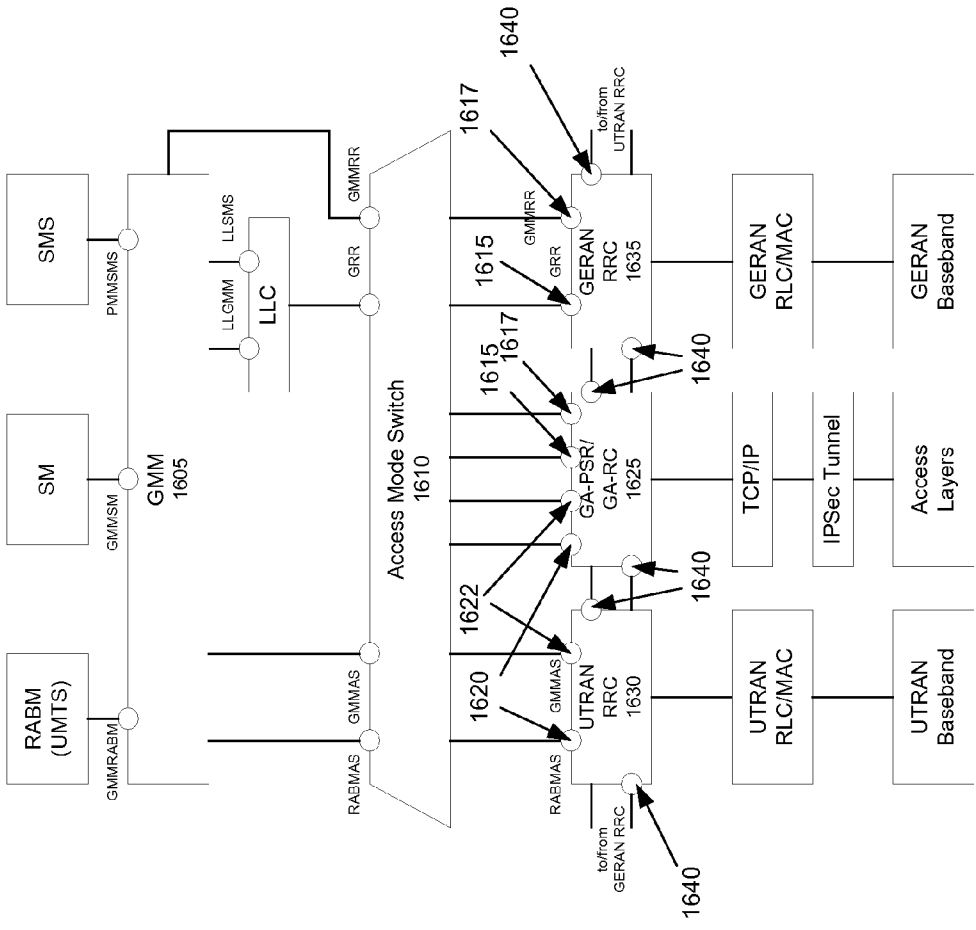 RABM
(UMTS)
SM
SMS
GMMRABM
GMMSM
PMMSMS
GMM
1605
LLGMM
LLSMS
LLC
RABMAS
GMMAS
GRR
GMMRR
Access Mode Switch
1610
1620
1622
1615
1617
1615
1617
1640
RABMAS
GMMAS
GRR
GMMRR
to/from
GERAN RRC
UTRAN
RRC
1630
GA-PSR/
GA-RC
1625
GERAN
RRC
1635
to/from
UTRAN RRC
1640
1640
1640
UTRAN
RLC/MAC
TCP/IP
IPSec Tunnel
GERAN
RLC/MAC
UTRAN
Baseband
Access
Layers
GERAN
Baseband